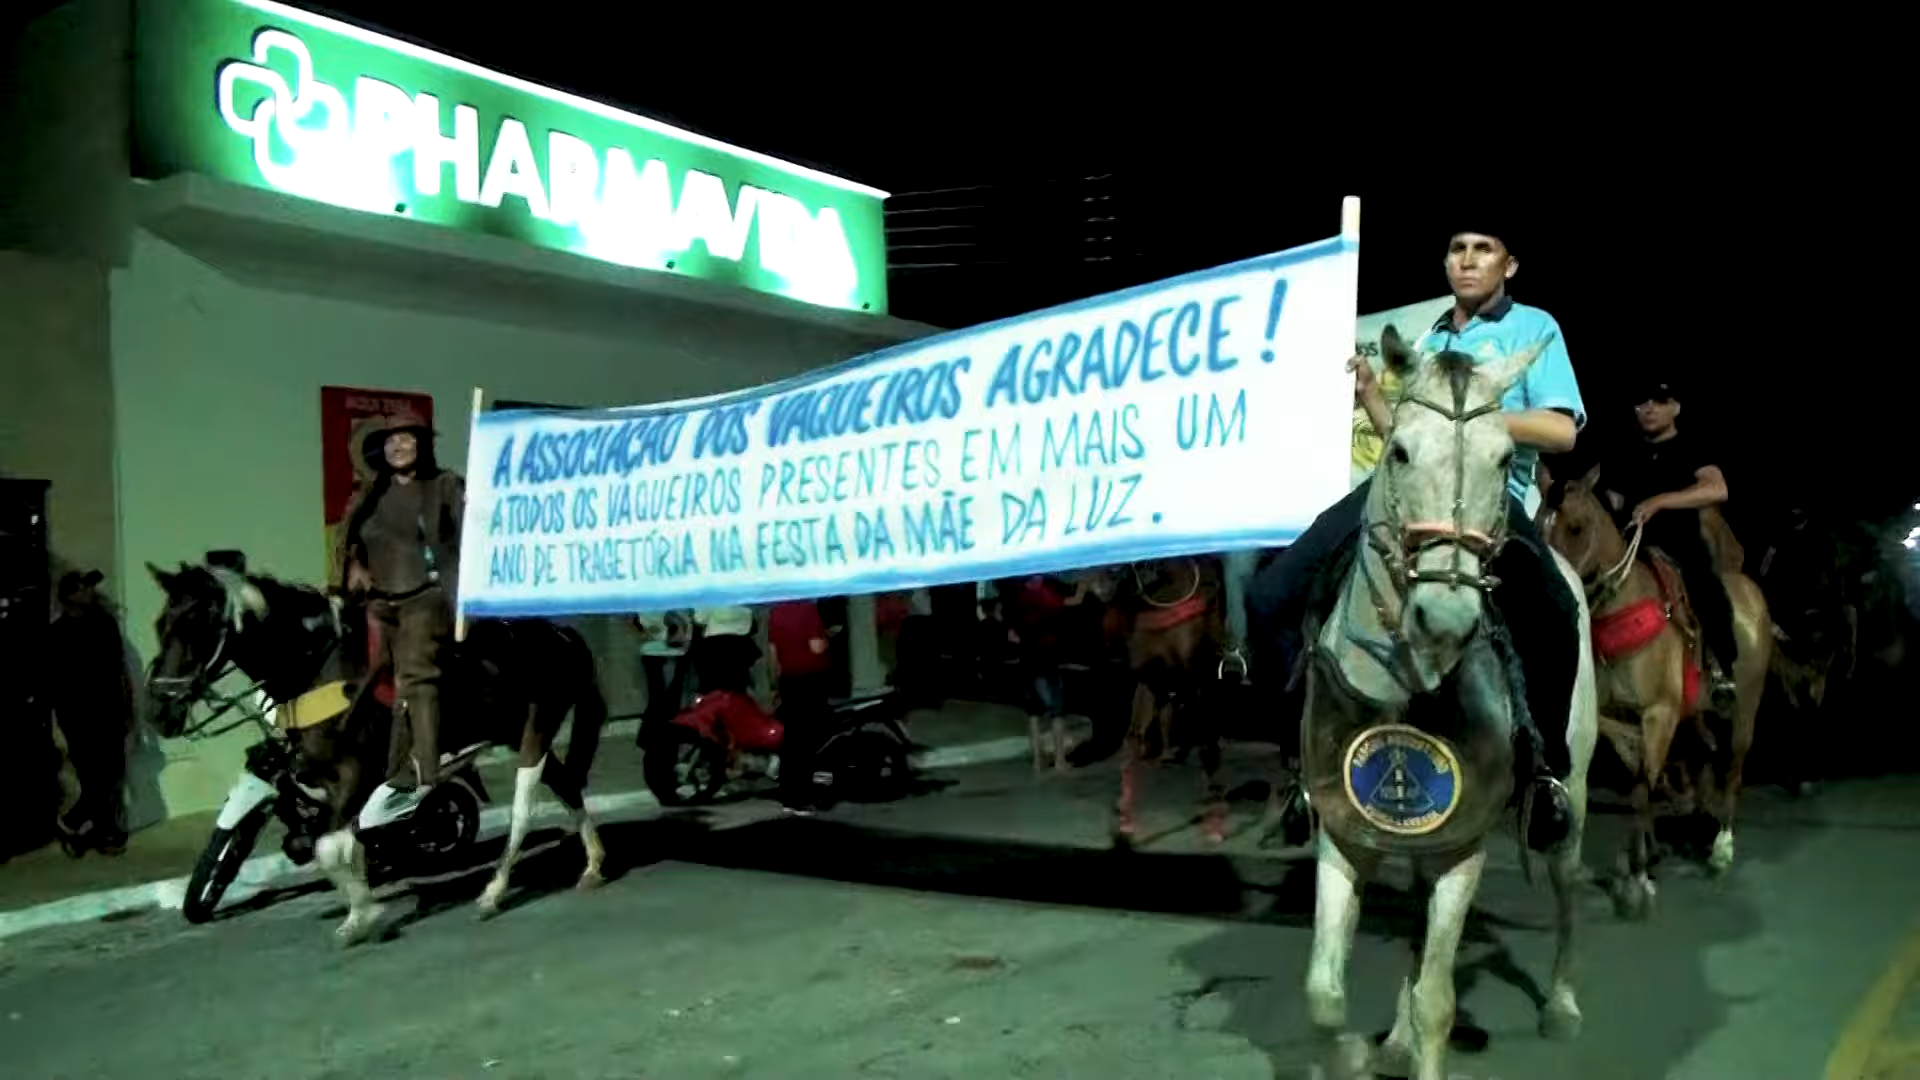 PHARMAVIDA
A ASSOCIAÇÃO DOS VAQUEIROS AGRADECE!
A TODOS OS VAQUEIROS PRESENTES EM MAIS UM
ANO DE TRAGETÓRIA NA FESTA DA MÃE DA LUZ.